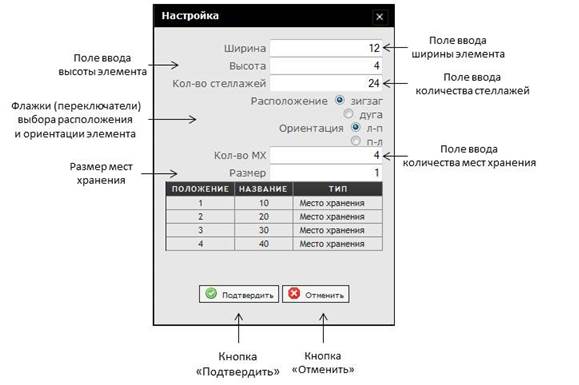 Настройка
Ширина 12
Поле ввода
ширины элемента
Поле ввода
высоты элемента
Высота 4
Кол-во стеллажей 24
Поле ввода
количества стеллажей
Флажки (переключатели)
выбора расположения
и ориентации элемента
Расположение зигзаг
дуга
Ориентация л-п
п-л
Кол-во МХ 4
Поле ввода
количества мест хранения
Размер мест
хранения
Размер 1
ПОЛОЖЕНИЕ НАЗВАНИЕ ТИП
1 10 Место хранения
2 20 Место хранения
3 30 Место хранения
4 40 Место хранения
Подтвердить Отменить
Кнопка
«Подтвердить»
Кнопка
«Отменить»